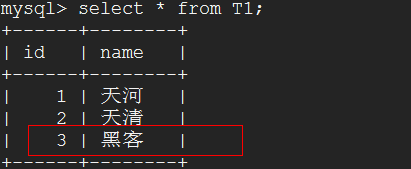 mysql> select * from T1;
+------+--------+
| id   | name   |
+------+--------+
|    1 | 天河   |
|    2 | 天清   |
|    3 | 黑客   |
+------+--------+